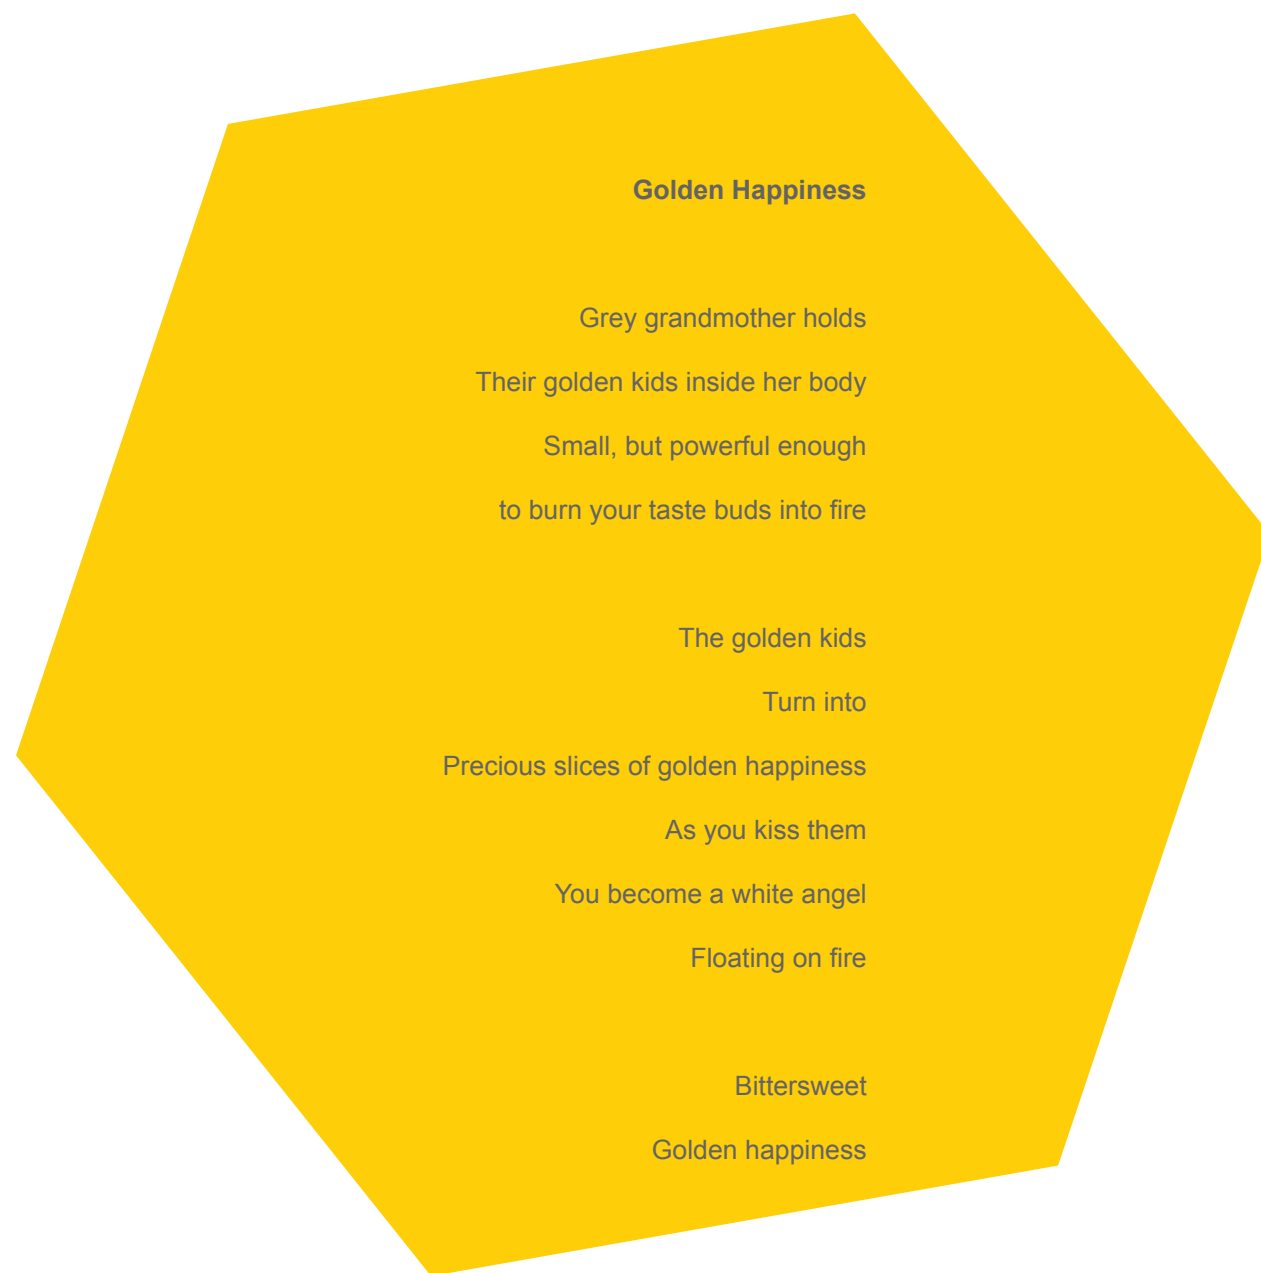 Golden Happiness
Grey grandmother holds
Their golden kids inside her body
Small, but powerful enough
to burn your taste buds into fire
The golden kids
Turn into
Precious slices of golden happiness
As you kiss them
You become a white angel
Floating on fire
Bittersweet
Golden happiness